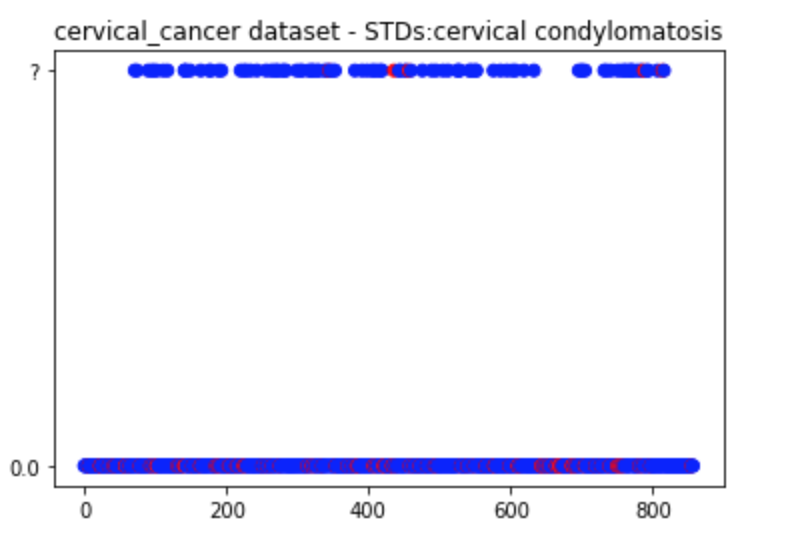 cervical_cancer dataset - STDs:cervical condylomatosis
?
0.0
0 200 400 600 800